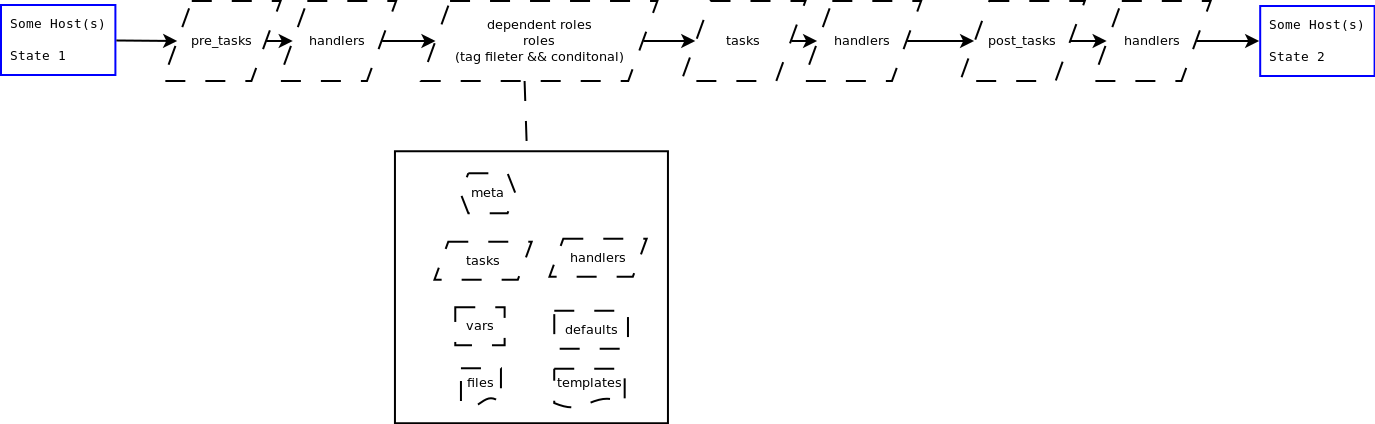 Some Host(s)
State 1
pre_tasks
handlers
dependent roles
roles
(tag fileter && conditonal)
tasks
handlers
post_tasks
handlers
Some Host(s)
State 2
meta
tasks
handlers
vars
defaults
files
templates